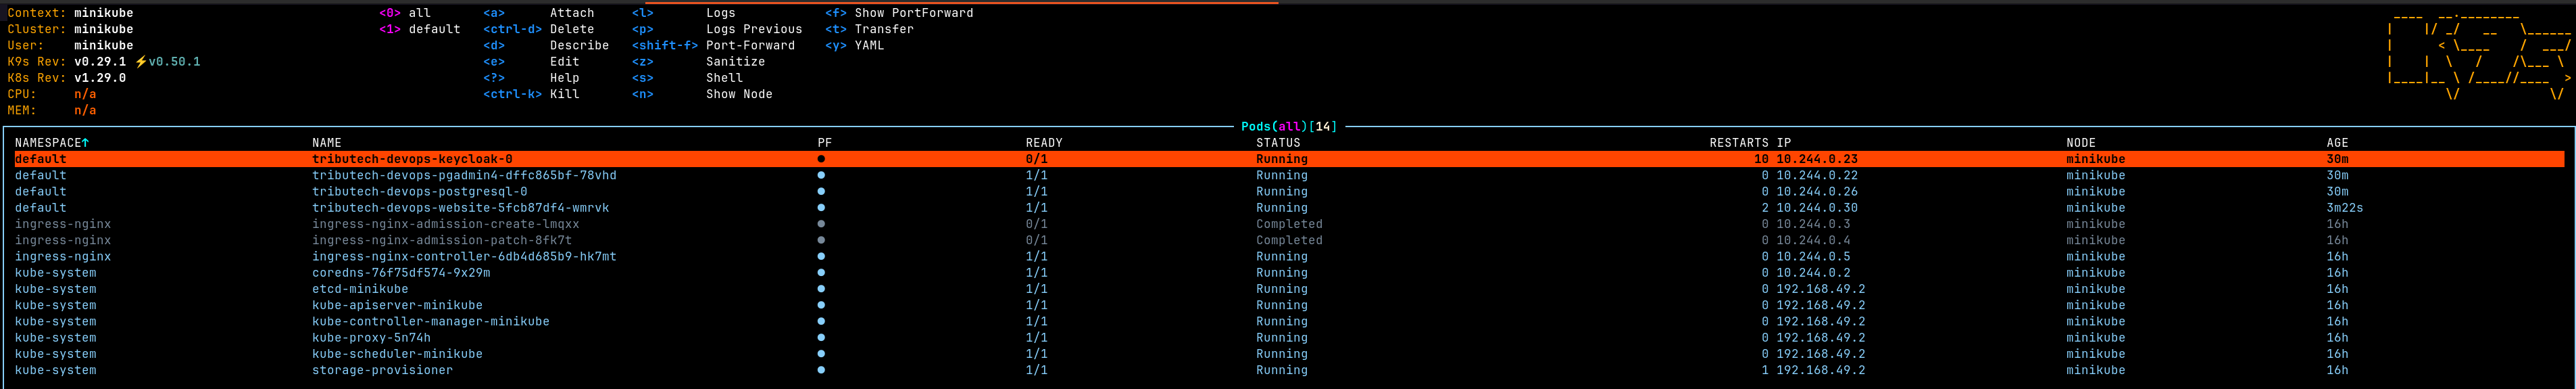 Context: minikube <0> all <a> Attach <l> Logs <f> Show PortForward
Cluster: minikube <1> default <ctrl-d> Delete <p> Logs Previous <t> Transfer
User: minikube <d> Describe <shift-f> Port-Forward <y> YAML
K9s Rev: v0.29.1 ⚡v0.50.1 <e> Edit <z> Sanitize
K8s Rev: v1.29.0 <?> Help <s> Shell
CPU: n/a <ctrl-k> Kill <n> Show Node
MEM: n/a
Pods(all)[14]
NAMESPACE↑ NAME PF READY STATUS RESTARTS IP NODE AGE
default tributech-devops-keycloak-0 ● 0/1 Running 10 10.244.0.23 minikube 30m
default tributech-devops-pgadmin4-dffc865bf-78vhd ● 1/1 Running 0 10.244.0.22 minikube 30m
default tributech-devops-postgresql-0 ● 1/1 Running 0 10.244.0.26 minikube 30m
default tributech-devops-website-5fcb87df4-wmrvk ● 1/1 Running 2 10.244.0.30 minikube 3m22s
ingress-nginx ingress-nginx-admission-create-lmqxx ● 0/1 Completed 0 10.244.0.3 minikube 16h
ingress-nginx ingress-nginx-admission-patch-8fk7t ● 0/1 Completed 0 10.244.0.4 minikube 16h
ingress-nginx ingress-nginx-controller-6db4d685b9-hk7mt ● 1/1 Running 0 10.244.0.5 minikube 16h
kube-system coredns-76f75df574-9x29m ● 1/1 Running 0 10.244.0.2 minikube 16h
kube-system etcd-minikube ● 1/1 Running 0 192.168.49.2 minikube 16h
kube-system kube-apiserver-minikube ● 1/1 Running 0 192.168.49.2 minikube 16h
kube-system kube-controller-manager-minikube ● 1/1 Running 0 192.168.49.2 minikube 16h
kube-system kube-proxy-5n74h ● 1/1 Running 0 192.168.49.2 minikube 16h
kube-system kube-scheduler-minikube ● 1/1 Running 0 192.168.49.2 minikube 16h
kube-system storage-provisioner ● 1/1 Running 1 192.168.49.2 minikube 16h